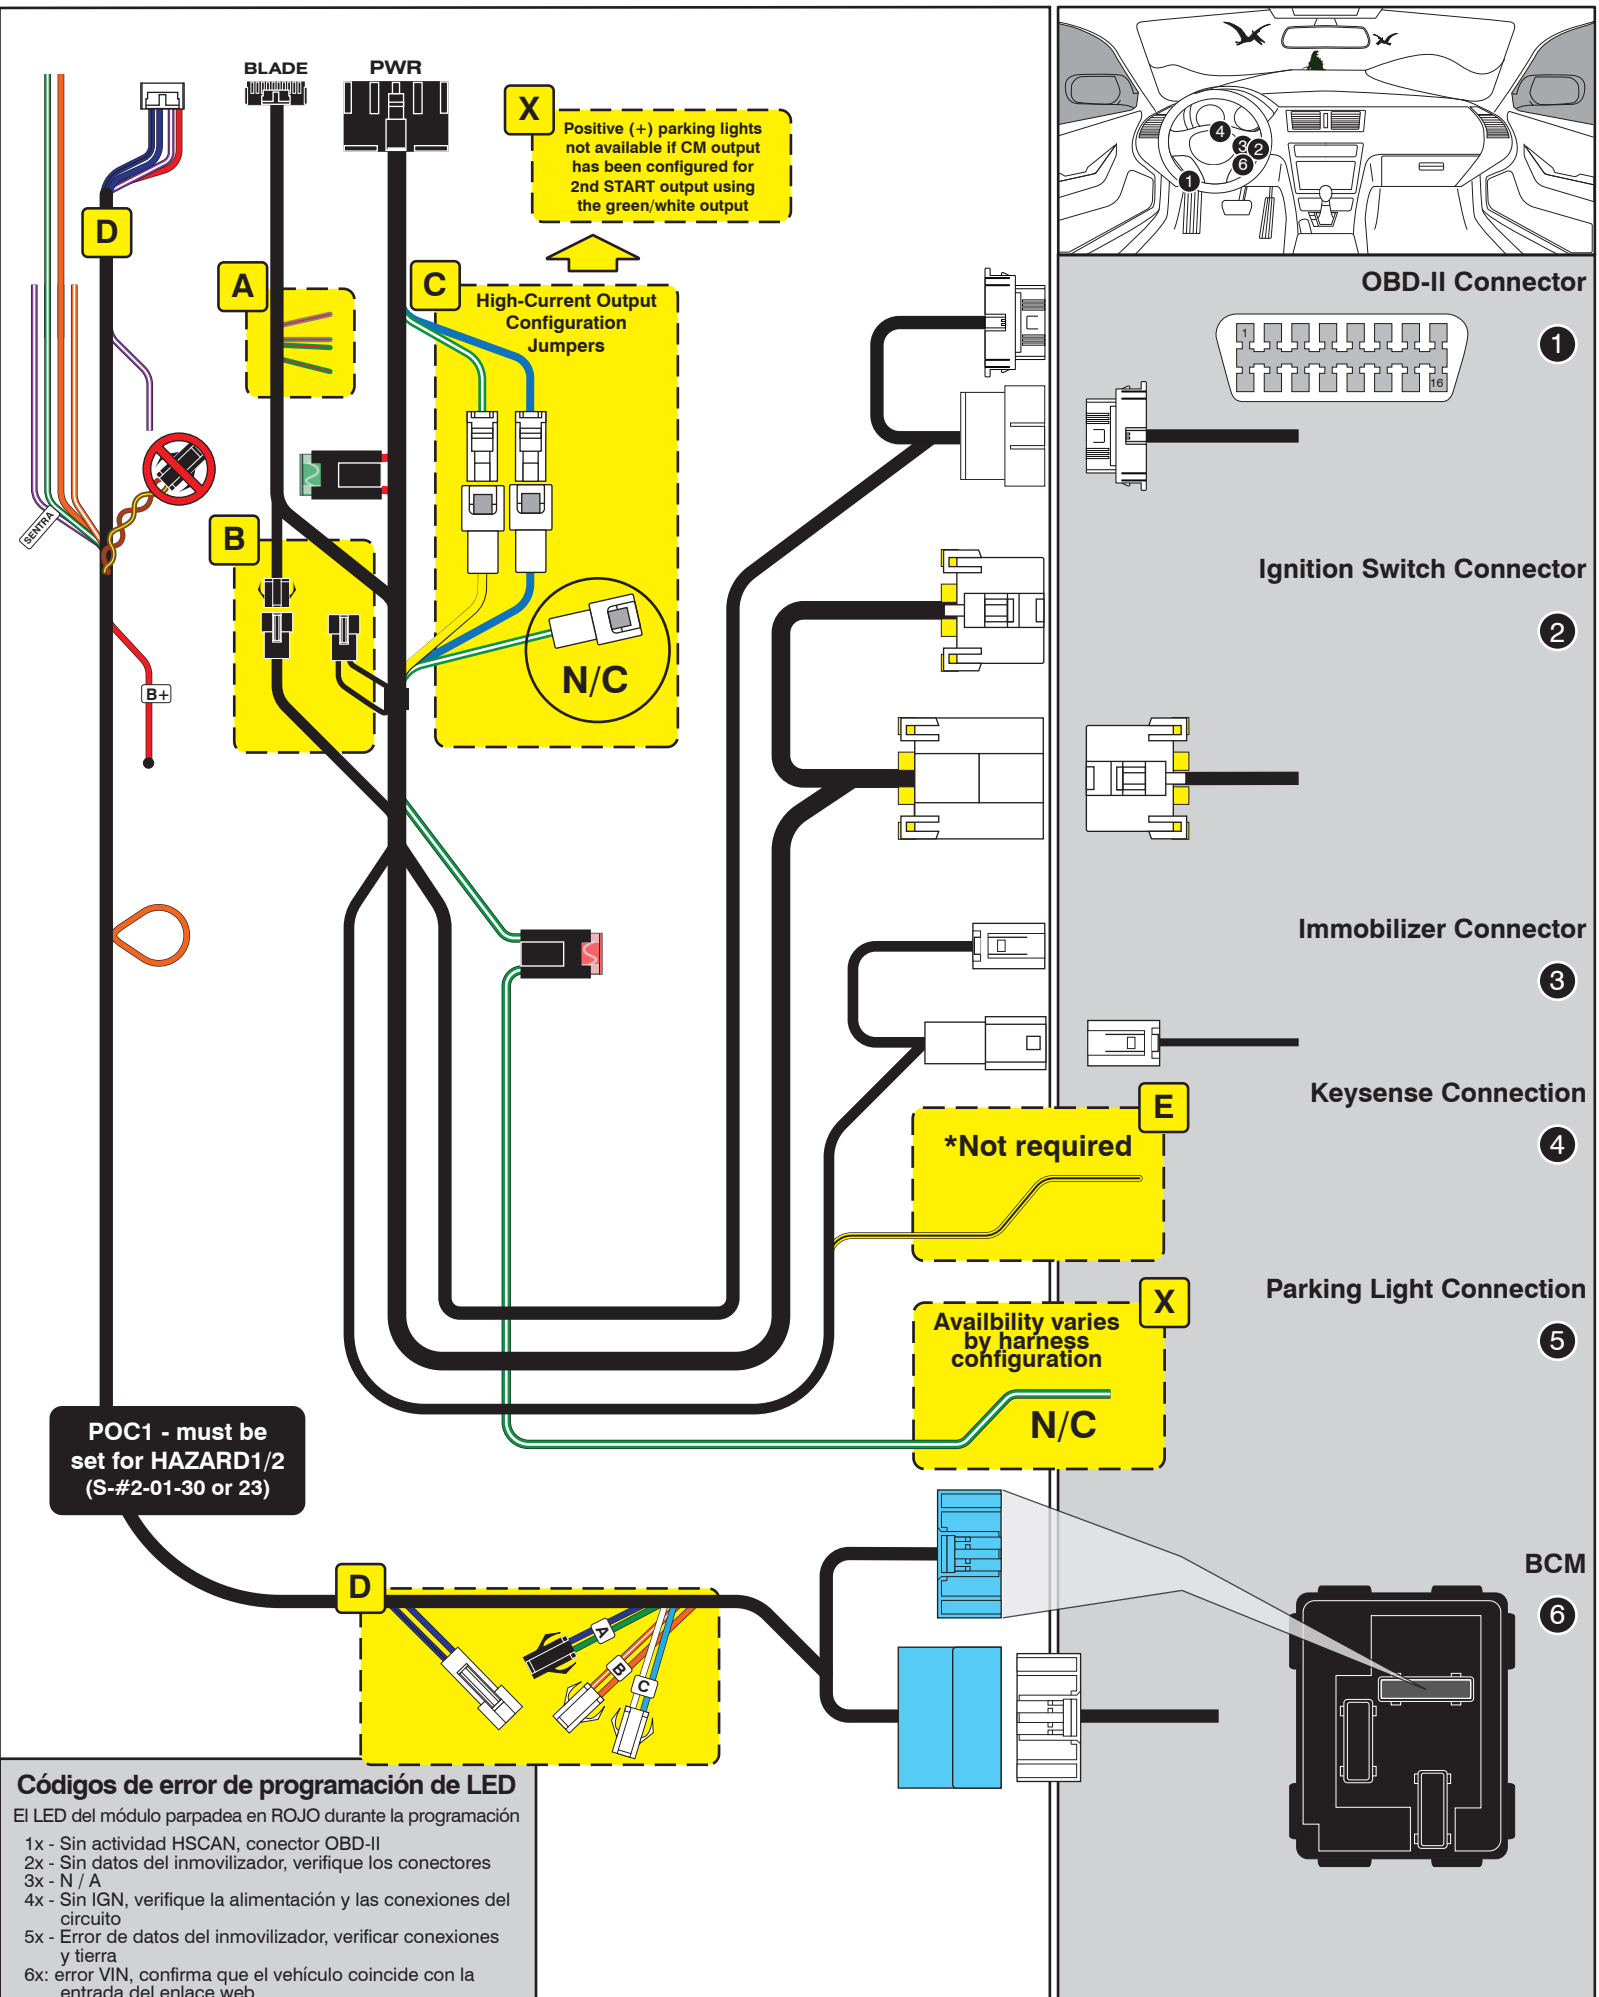 BLADE
PWR
X
Positive (+) parking lights
not available if CM output
has been configured for
2nd START output using
the green/white output
4
3
2
6
1
D
A
C
High-Current Output
Configuration
Jumpers
OBD-II Connector
1
1
16
SENTRA
B
Ignition Switch Connector
2
N/C
B+
Immobilizer Connector
3
Keysense Connection
4
E
*Not required
Parking Light Connection
5
X
Availbility varies
by harness
configuration
N/C
POC1 - must be
set for HAZARD1/2
(S-#2-01-30 or 23)
BCM
6
D
A
B
C
Códigos de error de programación de LED
El LED del módulo parpadea en ROJO durante la programación
1x - Sin actividad HSCAN, conector OBD-II
2x - Sin datos del inmovilizador, verifique los conectores
3x - N / A
4x - Sin IGN, verifique la alimentación y las conexiones del
circuito
5x - Error de datos del inmovilizador, verificar conexiones
y tierra
6x: error VIN, confirma que el vehículo coincide con la
entrada del enlace web